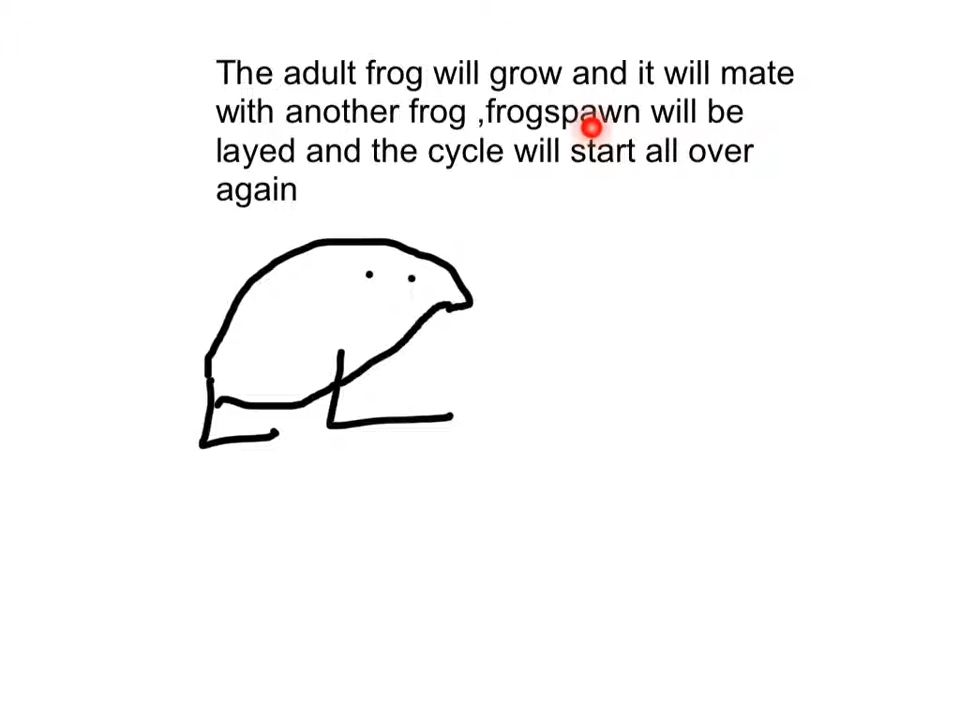 The adult frog will grow and it will mate
with another frog ,frogspawn will be
layed and the cycle will start all over
again